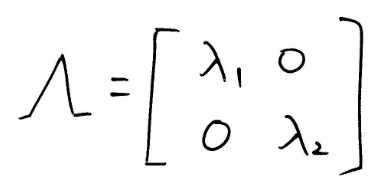 Λ = [ λ₁ 0
0 λ₂ ]